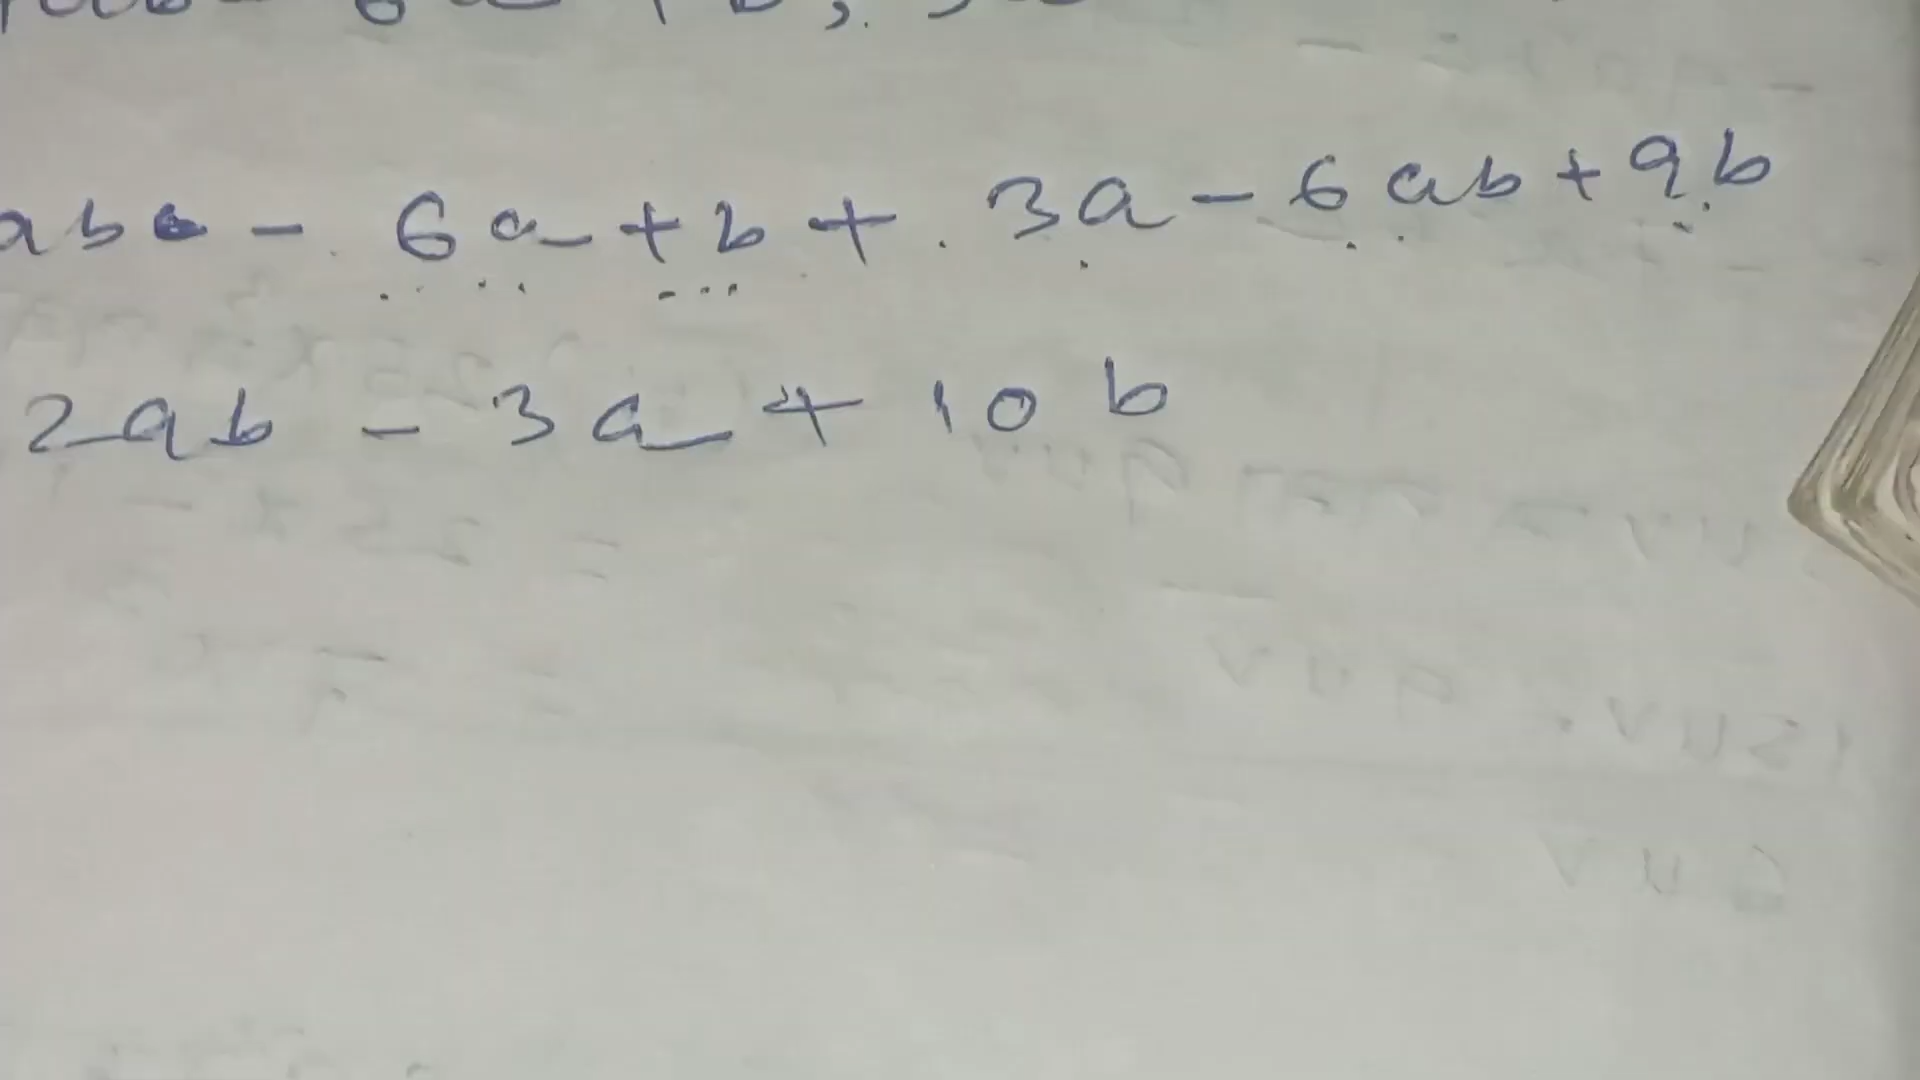 ab - 6a + b + 3a - 6ab + 9b
2ab - 3a + 10b